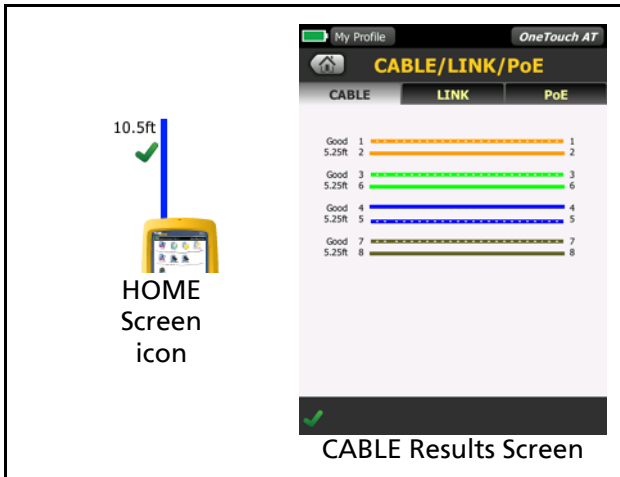 My Profile
OneTouch AT
CABLE/LINK/PoE
CABLE LINK PoE
10.5ft
Good 1 1
5.25ft 2 2
Good 3 3
5.25ft 6 6
Good 4 4
5.25ft 5 5
Good 7 7
5.25ft 8 8
HOME
Screen
icon
CABLE Results Screen